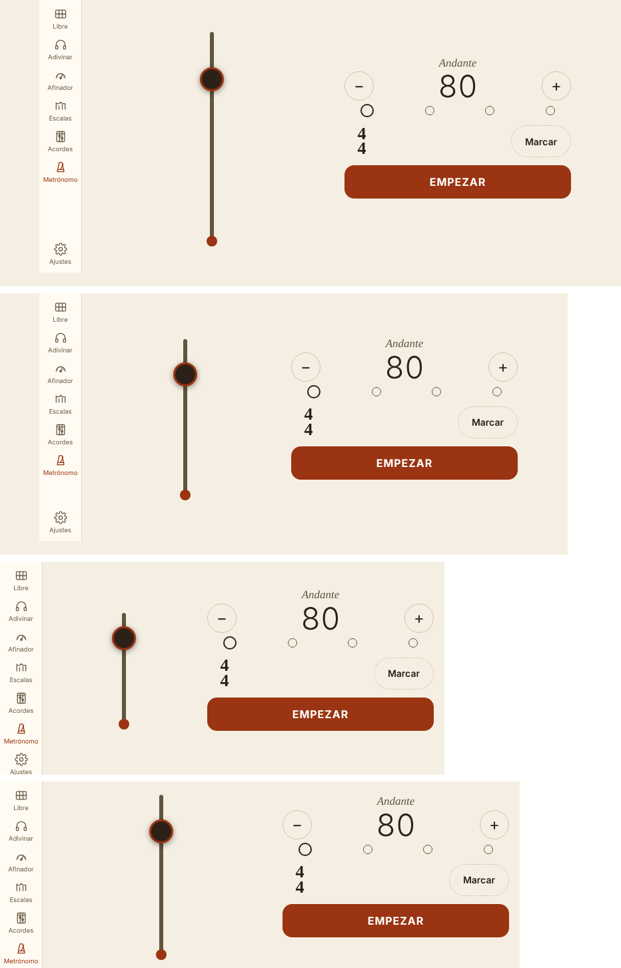 Libre
Adivinar
Afinador
Escalas
Acordes
Metrónomo
Ajustes
Andante
−
80
+
4
4
Marcar
EMPEZAR
Libre
Adivinar
Afinador
Escalas
Acordes
Metrónomo
Ajustes
Andante
−
80
+
4
4
Marcar
EMPEZAR
Libre
Adivinar
Afinador
Escalas
Acordes
Metrónomo
Ajustes
Andante
−
80
+
4
4
Marcar
EMPEZAR
Libre
Adivinar
Afinador
Escalas
Acordes
Metrónomo
Andante
−
80
+
4
4
Marcar
EMPEZAR